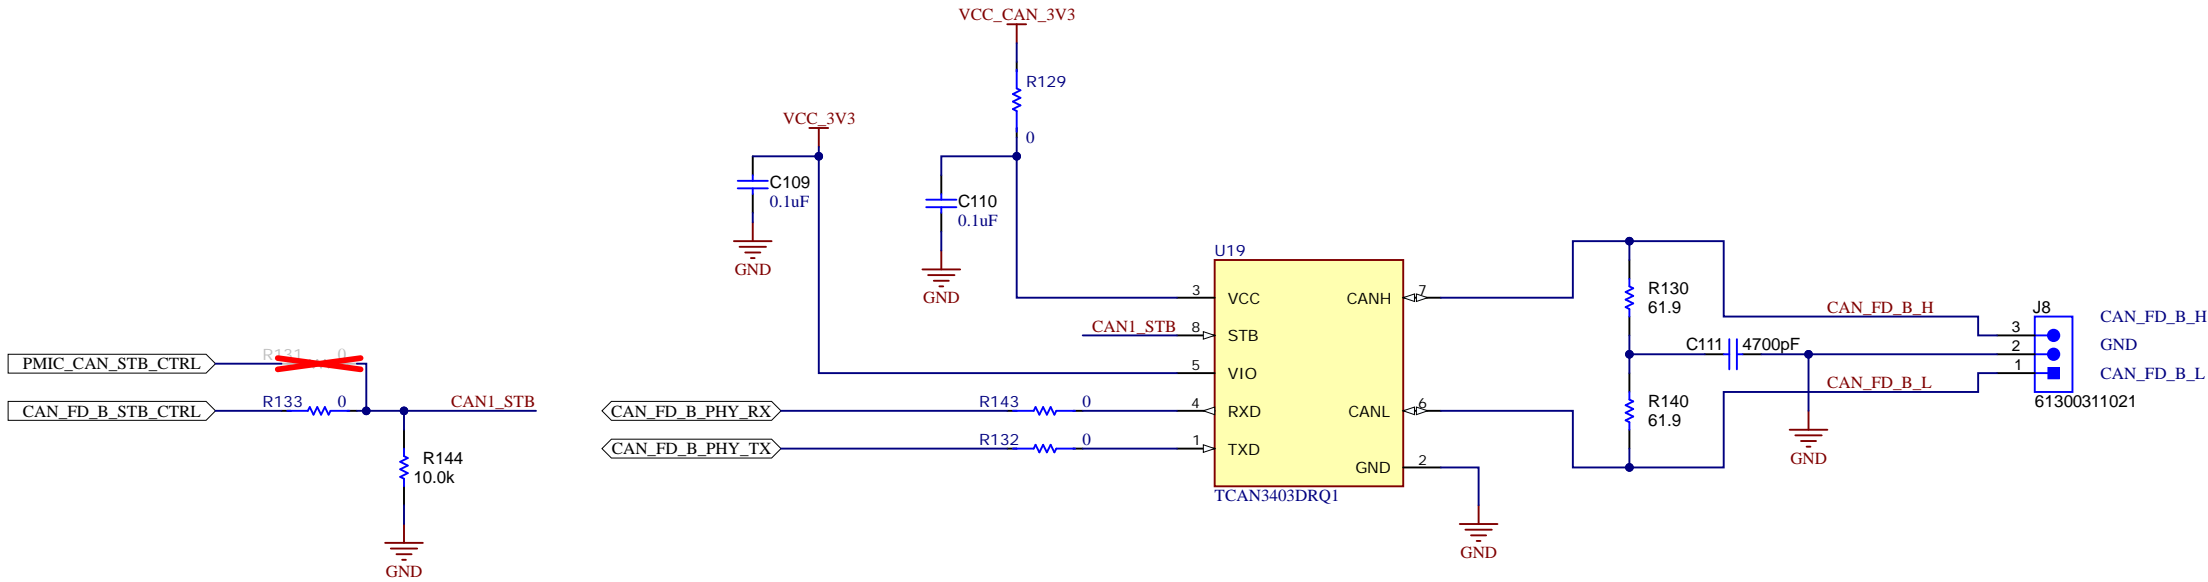 VCC_CAN_3V3
R129
0
VCC_3V3
C109
0.1uF
GND
C110
0.1uF
GND
PMIC_CAN_STB_CTRL
R131 0
CAN_FD_B_STB_CTRL
R133 0
CAN1_STB
R144
10.0k
GND
CAN_FD_B_PHY_RX
R143 0
CAN_FD_B_PHY_TX
R132 0
U19
3 VCC
CAN1_STB 8 STB
5 VIO
4 RXD
1 TXD
CANH 7
CANL 6
GND 2
TCAN3403DRQ1
GND
R130
61.9
C111 4700pF
R140
61.9
GND
CAN_FD_B_H
CAN_FD_B_L
J8
3 CAN_FD_B_H
2 GND
1 CAN_FD_B_L
61300311021